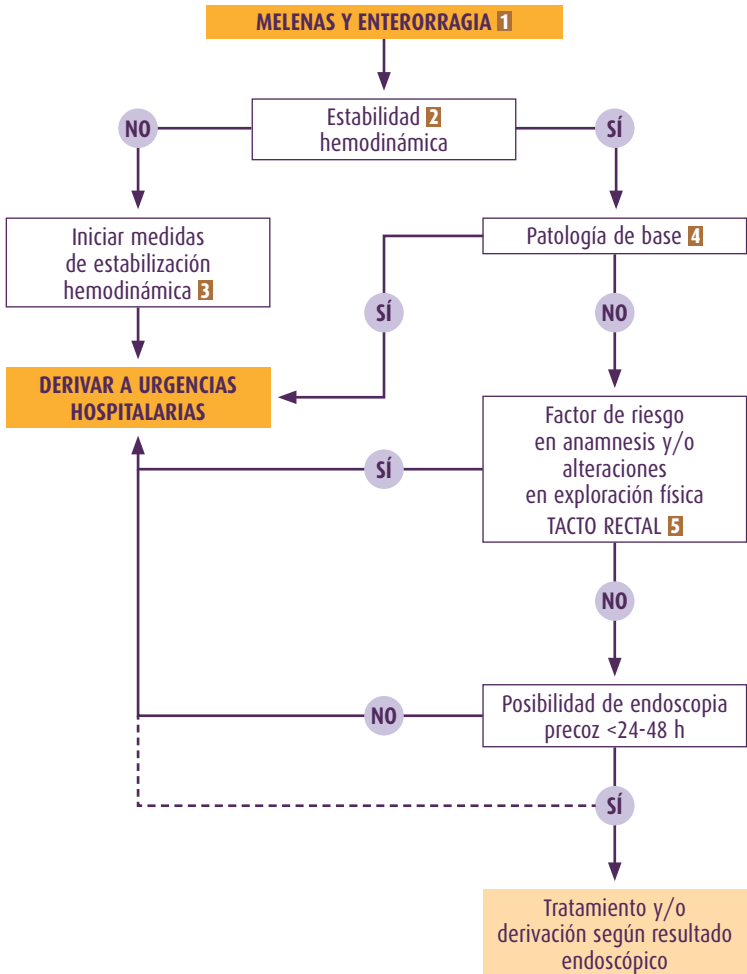 MELENAS Y ENTERORRAGIA 1
Estabilidad 2
hemodinámica
NO
SÍ
Iniciar medidas
de estabilización
hemodinámica 3
Patología de base 4
SÍ
NO
DERIVAR A URGENCIAS
HOSPITALARIAS
Factor de riesgo
en anamnesis y/o
alteraciones
en exploración física
TACTO RECTAL 5
SÍ
NO
Posibilidad de endoscopia
precoz <24-48 h
NO
SÍ
Tratamiento y/o
derivación según resultado
endoscópico